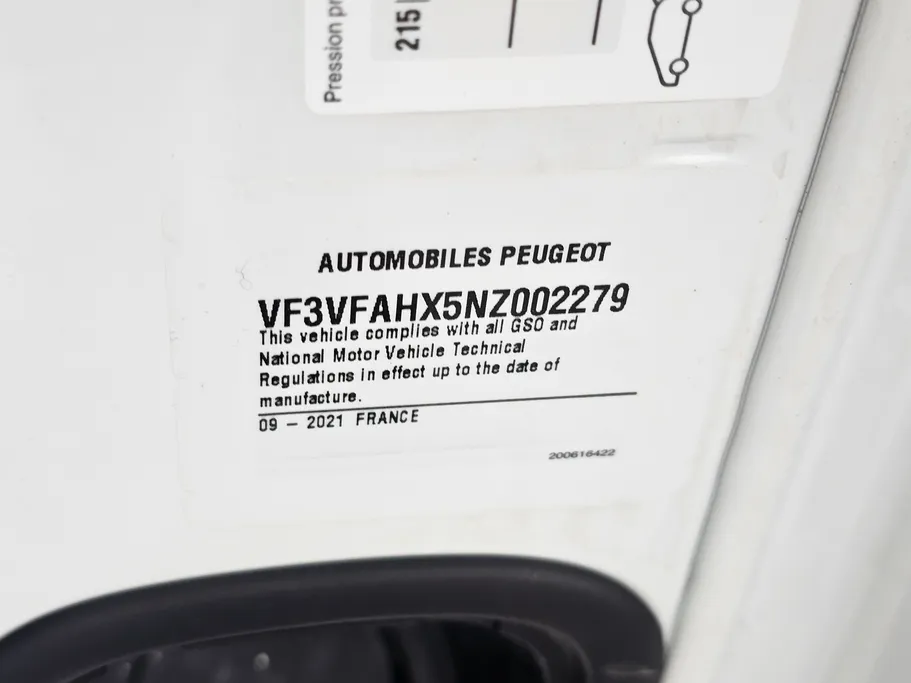 Pression
215
AUTOMOBILES PEUGEOT
VF3VFAHX5NZ002279
This vehicle complies with all GSO and
National Motor Vehicle Technical
Regulations in effect up to the date of
manufacture.
09 – 2021 FRANCE
200616422